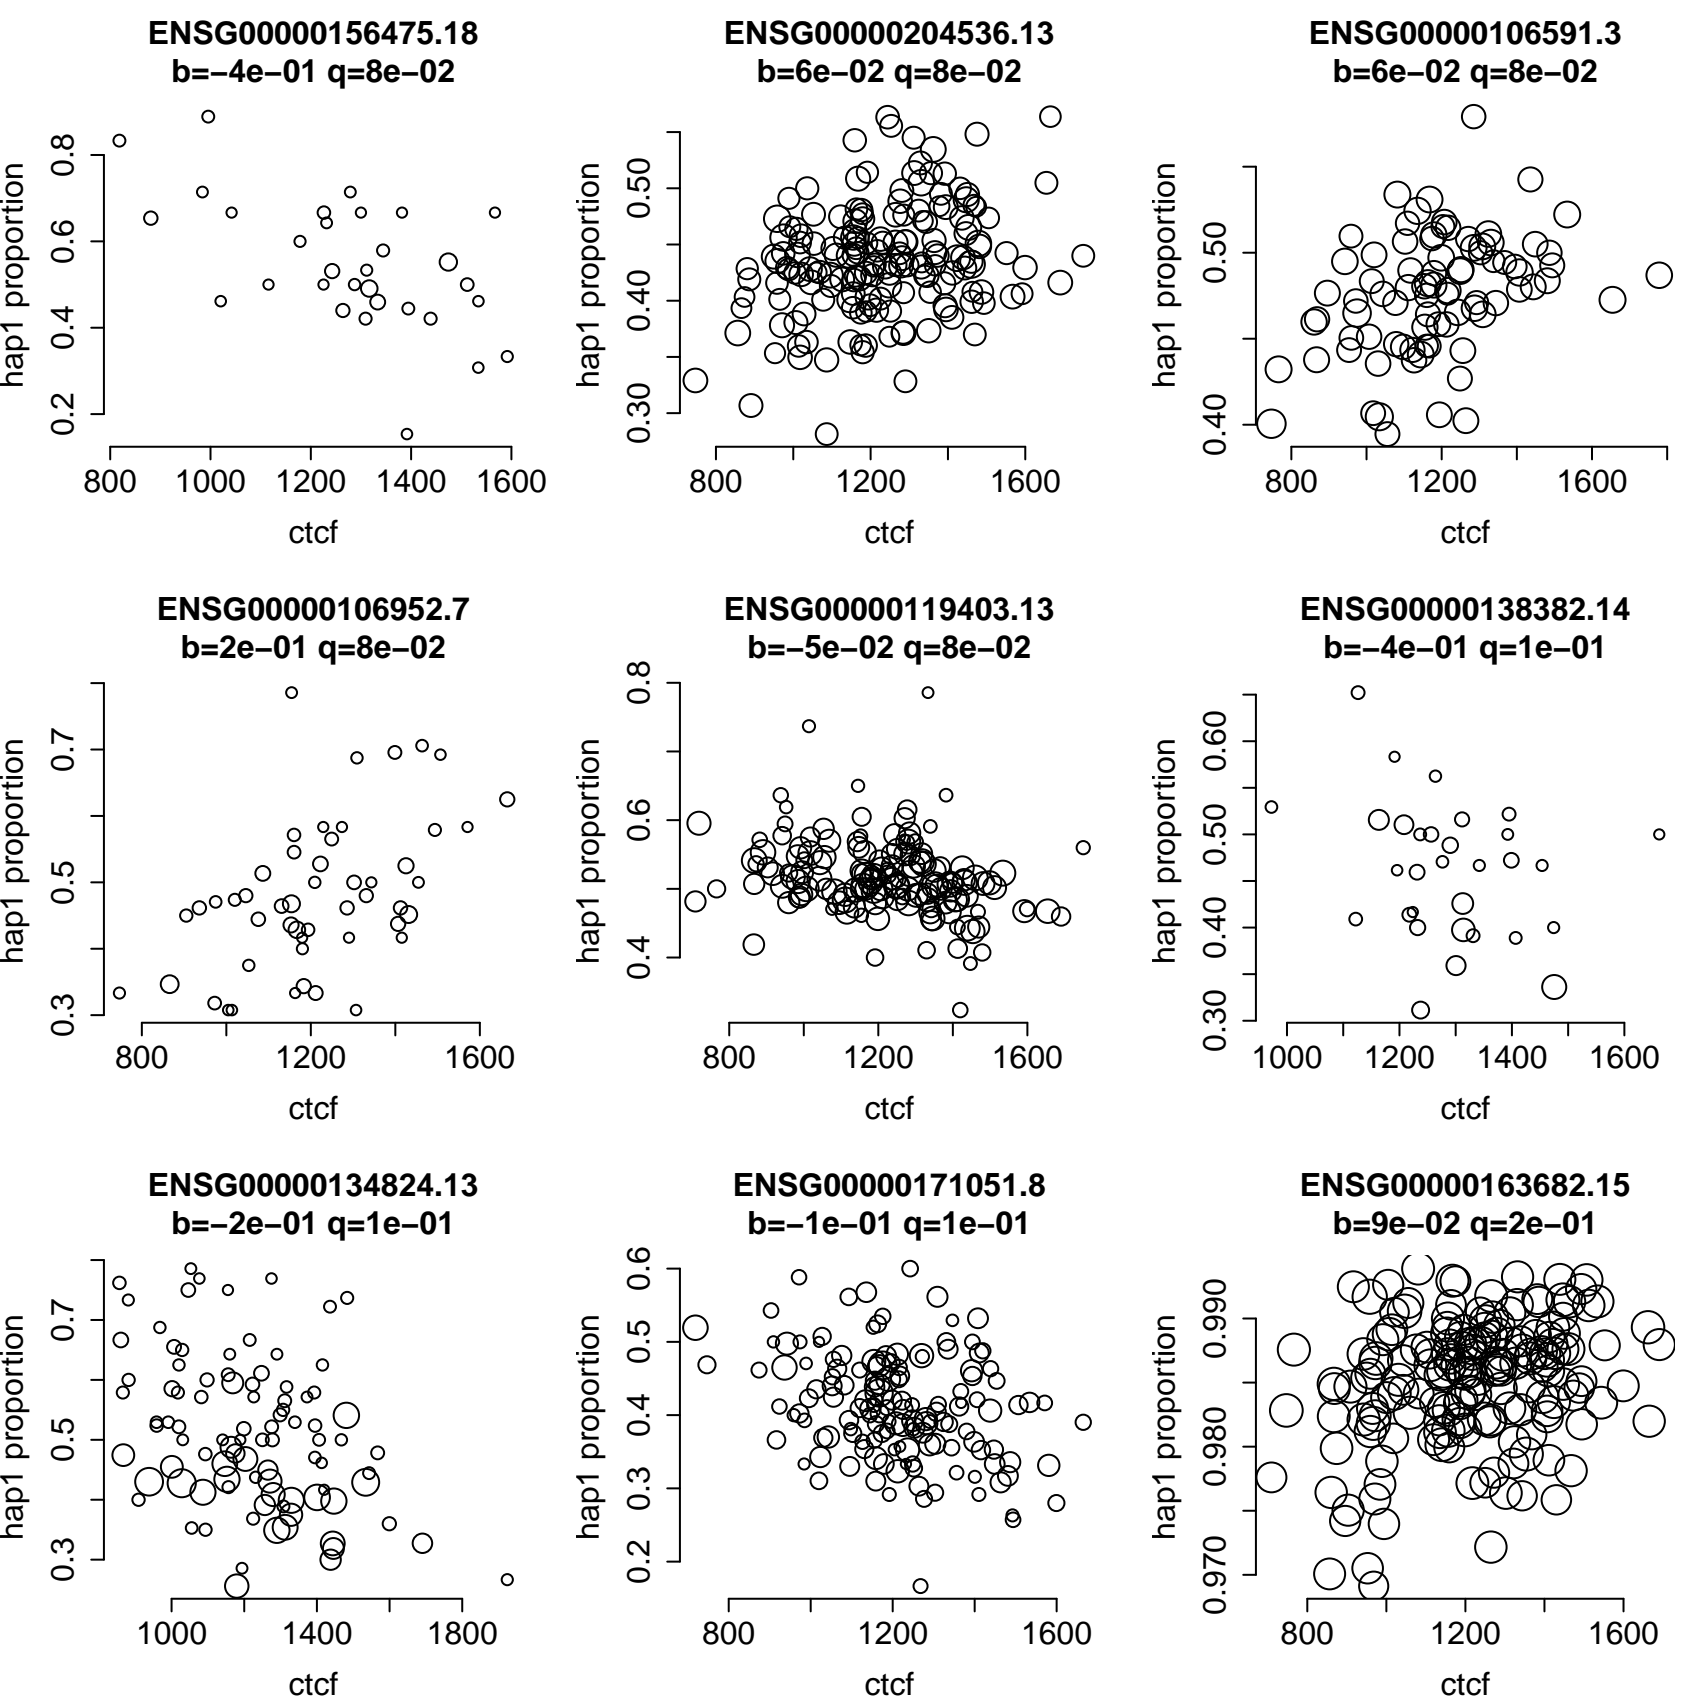 ENSG00000156475.18
b=−4e−01 q=8e−02
hap1 proportion
0.8
0.6
0.4
0.2
800 1000 1200 1400 1600
ctcf
ENSG00000204536.13
b=6e−02 q=8e−02
hap1 proportion
0.50
0.40
0.30
800 1200 1600
ctcf
ENSG00000106591.3
b=6e−02 q=8e−02
hap1 proportion
0.50
0.40
800 1200 1600
ctcf
ENSG00000106952.7
b=2e−01 q=8e−02
hap1 proportion
0.7
0.5
0.3
800 1200 1600
ctcf
ENSG00000119403.13
b=−5e−02 q=8e−02
hap1 proportion
0.8
0.6
0.4
800 1200 1600
ctcf
ENSG00000138382.14
b=−4e−01 q=1e−01
hap1 proportion
0.60
0.50
0.40
0.30
1000 1200 1400 1600
ctcf
ENSG00000134824.13
b=−2e−01 q=1e−01
hap1 proportion
0.7
0.5
0.3
1000 1400 1800
ctcf
ENSG00000171051.8
b=−1e−01 q=1e−01
hap1 proportion
0.6
0.5
0.4
0.3
0.2
800 1200 1600
ctcf
ENSG00000163682.15
b=9e−02 q=2e−01
hap1 proportion
0.990
0.980
0.970
800 1200 1600
ctcf